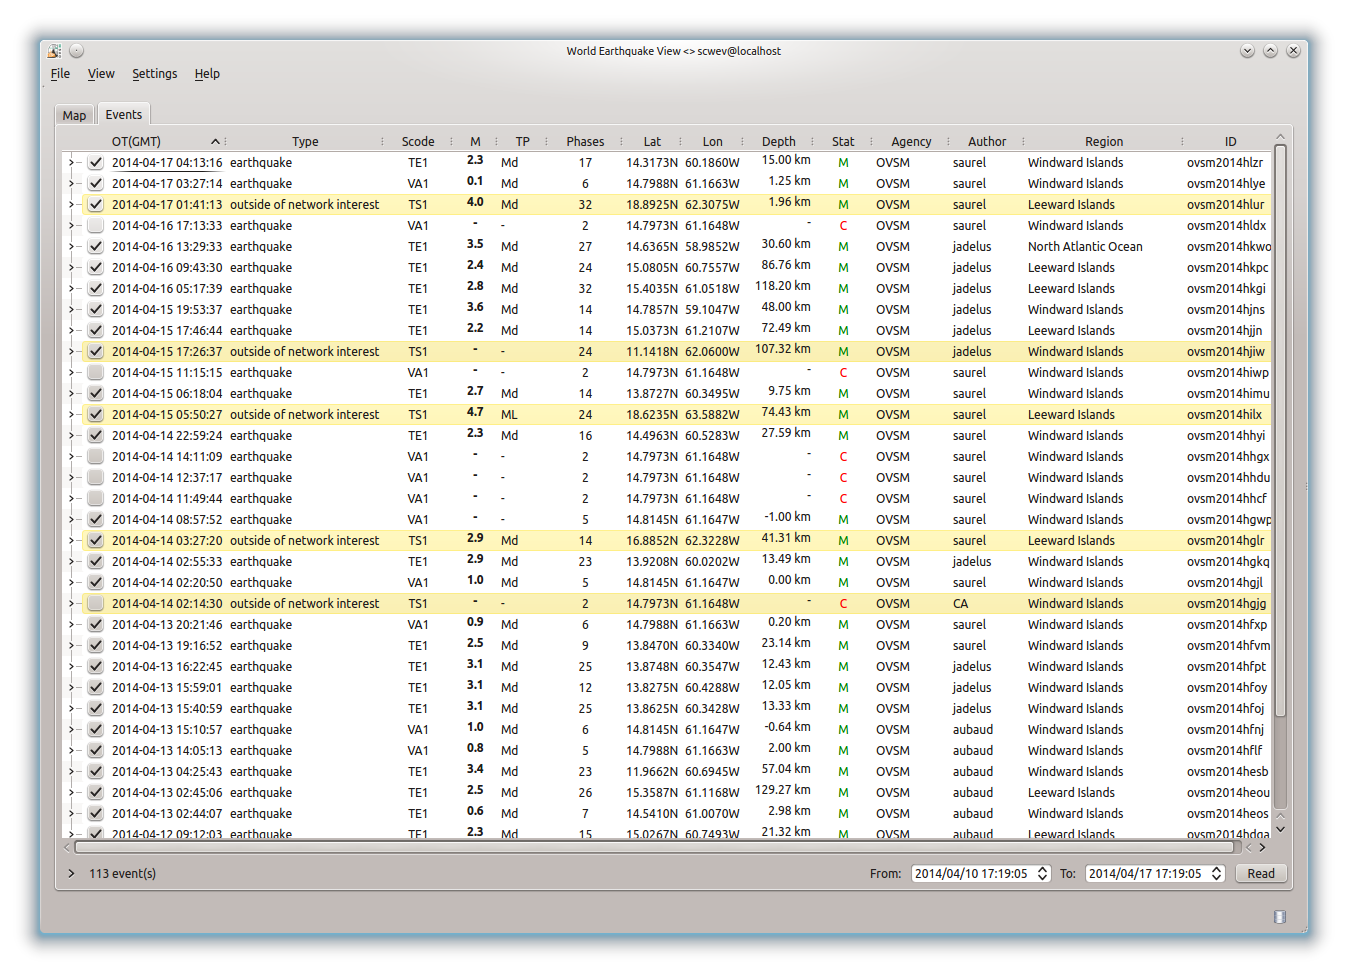 World Earthquake View <> scwev@localhost
File View Settings Help
Map Events
OT(GMT) Type Scode M TP Phases Lat Lon Depth Stat Agency Author Region ID
2014-04-17 04:13:16 earthquake TE1 2.3 Md 17 14.3173N 60.1860W 15.00 km M OVSM saurel Windward Islands ovsm2014hlzr
2014-04-17 03:27:14 earthquake VA1 0.1 Md 6 14.7988N 61.1663W 1.25 km M OVSM saurel Windward Islands ovsm2014hlye
2014-04-17 01:41:13 outside of network interest TS1 4.0 Md 32 18.8925N 62.3075W 1.96 km M OVSM saurel Leeward Islands ovsm2014hlur
2014-04-16 17:13:33 earthquake VA1 - - 2 14.7973N 61.1648W - C OVSM saurel Windward Islands ovsm2014hldx
2014-04-16 13:29:33 earthquake TE1 3.5 Md 27 14.6365N 58.9852W 30.60 km M OVSM jadelus North Atlantic Ocean ovsm2014hkwo
2014-04-16 09:43:30 earthquake TE1 2.4 Md 24 15.0805N 60.7557W 86.76 km M OVSM jadelus Leeward Islands ovsm2014hkpc
2014-04-16 05:17:39 earthquake TE1 2.8 Md 32 15.4035N 61.0518W 118.20 km M OVSM jadelus Leeward Islands ovsm2014hkgi
2014-04-15 19:53:37 earthquake TE1 3.6 Md 14 14.7857N 59.1047W 48.00 km M OVSM jadelus Windward Islands ovsm2014hjns
2014-04-15 17:46:44 earthquake TE1 2.2 Md 14 15.0373N 61.2107W 72.49 km M OVSM jadelus Leeward Islands ovsm2014hjjn
2014-04-15 17:26:37 outside of network interest TS1 - - 24 11.1418N 62.0600W 107.32 km M OVSM jadelus Windward Islands ovsm2014hjiw
2014-04-15 11:15:15 earthquake VA1 - - 2 14.7973N 61.1648W - C OVSM saurel Windward Islands ovsm2014hiwp
2014-04-15 06:18:04 earthquake TE1 2.7 Md 14 13.8727N 60.3495W 9.75 km M OVSM saurel Windward Islands ovsm2014himu
2014-04-15 05:50:27 outside of network interest TS1 4.7 ML 24 18.6235N 63.5882W 74.43 km M OVSM saurel Leeward Islands ovsm2014hilx
2014-04-14 22:59:24 earthquake TE1 2.3 Md 16 14.4963N 60.5283W 27.59 km M OVSM saurel Windward Islands ovsm2014hhyi
2014-04-14 14:11:09 earthquake VA1 - - 2 14.7973N 61.1648W - C OVSM saurel Windward Islands ovsm2014hhgx
2014-04-14 12:37:17 earthquake VA1 - - 2 14.7973N 61.1648W - C OVSM saurel Windward Islands ovsm2014hhdu
2014-04-14 11:49:44 earthquake VA1 - - 2 14.7973N 61.1648W - C OVSM saurel Windward Islands ovsm2014hhcf
2014-04-14 08:57:52 earthquake VA1 - - 5 14.8145N 61.1647W -1.00 km M OVSM saurel Windward Islands ovsm2014hgwp
2014-04-14 03:27:20 outside of network interest TS1 2.9 Md 14 16.8852N 62.3228W 41.31 km M OVSM saurel Leeward Islands ovsm2014hglr
2014-04-14 02:55:33 earthquake TE1 2.9 Md 23 13.9208N 60.0202W 13.49 km M OVSM jadelus Windward Islands ovsm2014hgkq
2014-04-14 02:20:50 earthquake VA1 1.0 Md 5 14.8145N 61.1647W 0.00 km M OVSM saurel Windward Islands ovsm2014hgjl
2014-04-14 02:14:30 outside of network interest TS1 - - 2 14.7973N 61.1648W - C OVSM CA Windward Islands ovsm2014hgjg
2014-04-13 20:21:46 earthquake VA1 0.9 Md 6 14.7988N 61.1663W 0.20 km M OVSM saurel Windward Islands ovsm2014hfxp
2014-04-13 19:16:52 earthquake TE1 2.5 Md 9 13.8470N 60.3340W 23.14 km M OVSM saurel Windward Islands ovsm2014hfvm
2014-04-13 16:22:45 earthquake TE1 3.1 Md 25 13.8748N 60.3547W 12.43 km M OVSM jadelus Windward Islands ovsm2014hfpt
2014-04-13 15:59:01 earthquake TE1 3.1 Md 12 13.8275N 60.4288W 12.05 km M OVSM jadelus Windward Islands ovsm2014hfoy
2014-04-13 15:40:59 earthquake TE1 3.1 Md 25 13.8625N 60.3428W 13.33 km M OVSM jadelus Windward Islands ovsm2014hfoj
2014-04-13 15:10:57 earthquake VA1 1.0 Md 6 14.8145N 61.1647W -0.64 km M OVSM aubaud Windward Islands ovsm2014hfnj
2014-04-13 14:05:13 earthquake VA1 0.8 Md 5 14.7988N 61.1663W 2.00 km M OVSM aubaud Windward Islands ovsm2014hflf
2014-04-13 04:25:43 earthquake TE1 3.4 Md 23 11.9662N 60.6945W 57.04 km M OVSM aubaud Windward Islands ovsm2014hesb
2014-04-13 02:45:06 earthquake TE1 2.5 Md 26 15.3587N 61.1168W 129.27 km M OVSM aubaud Leeward Islands ovsm2014heou
2014-04-13 02:44:07 earthquake TE1 0.6 Md 7 14.5410N 61.0070W 2.98 km M OVSM aubaud Windward Islands ovsm2014heos
2014-04-12 09:12:03 earthquake TE1 2.3 Md 15 15.0267N 60.7493W 21.32 km M OVSM aubaud Leeward Islands ovsm2014hdga
113 event(s) From: 2014/04/10 17:19:05 To: 2014/04/17 17:19:05 Read